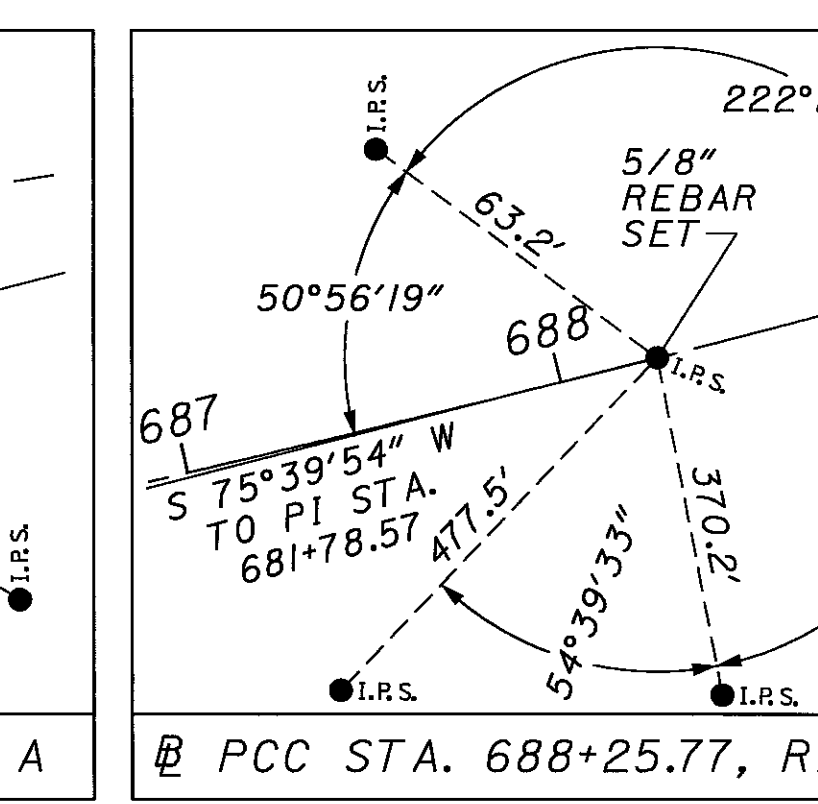 I.P.S.
222°
5/8"
REBAR
SET
63.2'
50°56'19"
688
I.P.S.
687
S 75°39'54" W
TO PI STA.
681+78.57
477.5'
370.2'
54°39'33"
I.P.S.
I.P.S.
I.P.S.
A
℄ PCC STA. 688+25.77, R